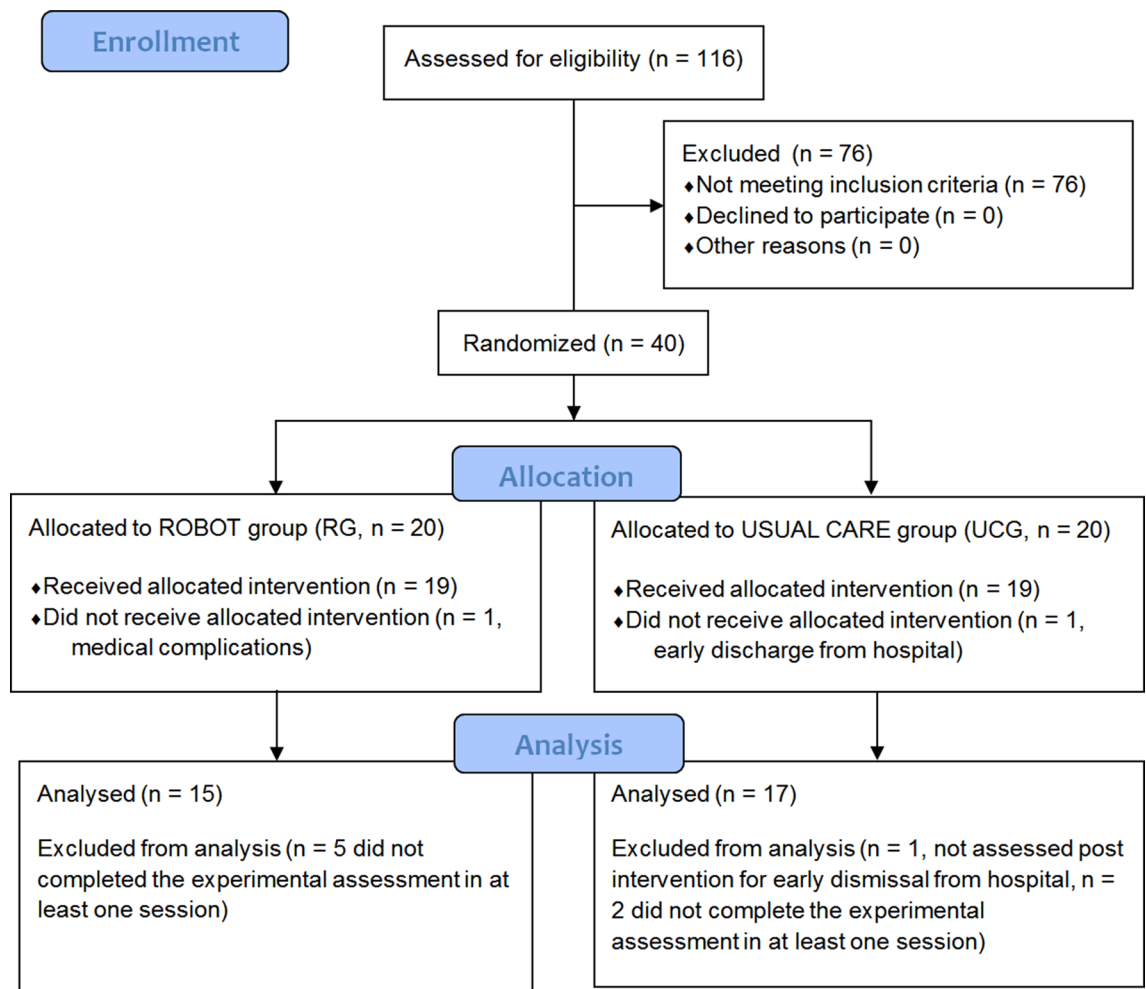 Enrollment
Assessed for eligibility (n = 116)
Excluded  (n = 76)
♦Not meeting inclusion criteria (n = 76)
♦Declined to participate (n = 0)
♦Other reasons (n = 0)
Randomized (n = 40)
Allocation
Allocated to ROBOT group (RG, n = 20)
♦Received allocated intervention (n = 19)
♦Did not receive allocated intervention (n = 1,
medical complications)
Allocated to USUAL CARE group (UCG, n = 20)
♦Received allocated intervention (n = 19)
♦Did not receive allocated intervention (n = 1,
early discharge from hospital)
Analysis
Analysed (n = 15)
Excluded from analysis (n = 5 did not
completed the experimental assessment in at
least one session)
Analysed (n = 17)
Excluded from analysis (n = 1, not assessed post
intervention for early dismissal from hospital, n =
2 did not complete the experimental
assessment in at least one session)